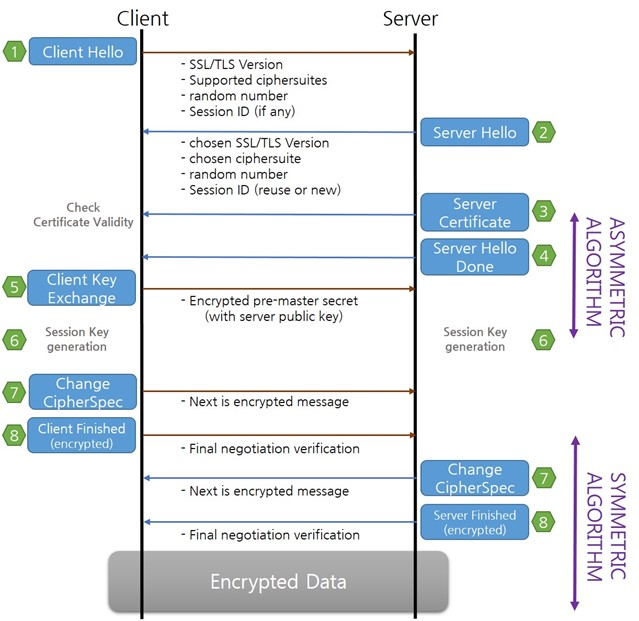 Client
Server
1
Client Hello
- SSL/TLS Version
- Supported ciphersuites
- random number
- Session ID (if any)
Server Hello
2
- chosen SSL/TLS Version
- chosen ciphersuite
- random number
- Session ID (reuse or new)
Check
Certificate Validity
Server
Certificate
3
Server Hello
Done
4
ASYMMETRIC
ALGORITHM
5
Client Key
Exchange
- Encrypted pre-master secret
(with server public key)
6
Session Key
generation
Session Key
generation
6
7
Change
CipherSpec
- Next is encrypted message
8
Client Finished
(encrypted)
- Final negotiation verification
Change
CipherSpec
7
- Next is encrypted message
Server Finished
(encrypted)
8
- Final negotiation verification
SYMMETRIC
ALGORITHM
Encrypted Data